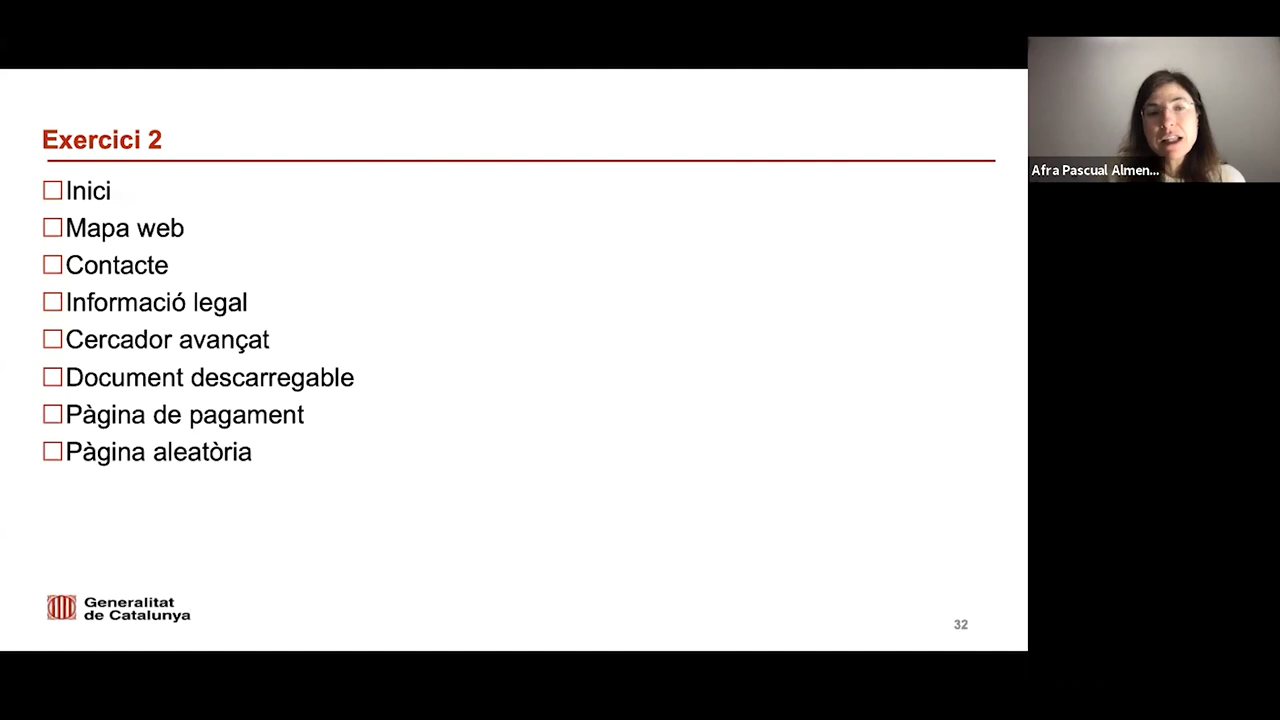 Exercici 2
Inici
Mapa web
Contacte
Informació legal
Cercador avançat
Document descarregable
Pàgina de pagament
Pàgina aleatòria
Generalitat
de Catalunya
32
Afra Pascual Almen...